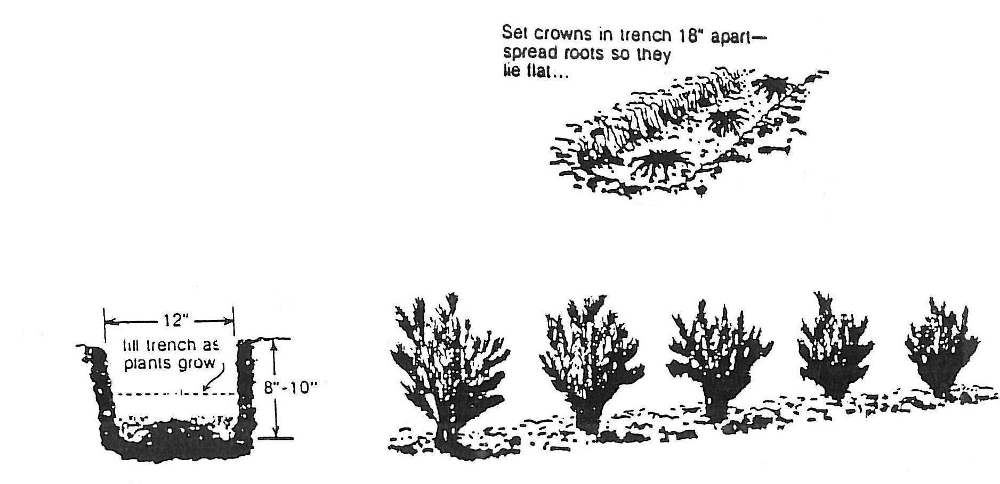 Set crowns in trench 18" apart—
spread roots so they
lie flat...
12"
fill trench as
plants grow
8"-10"